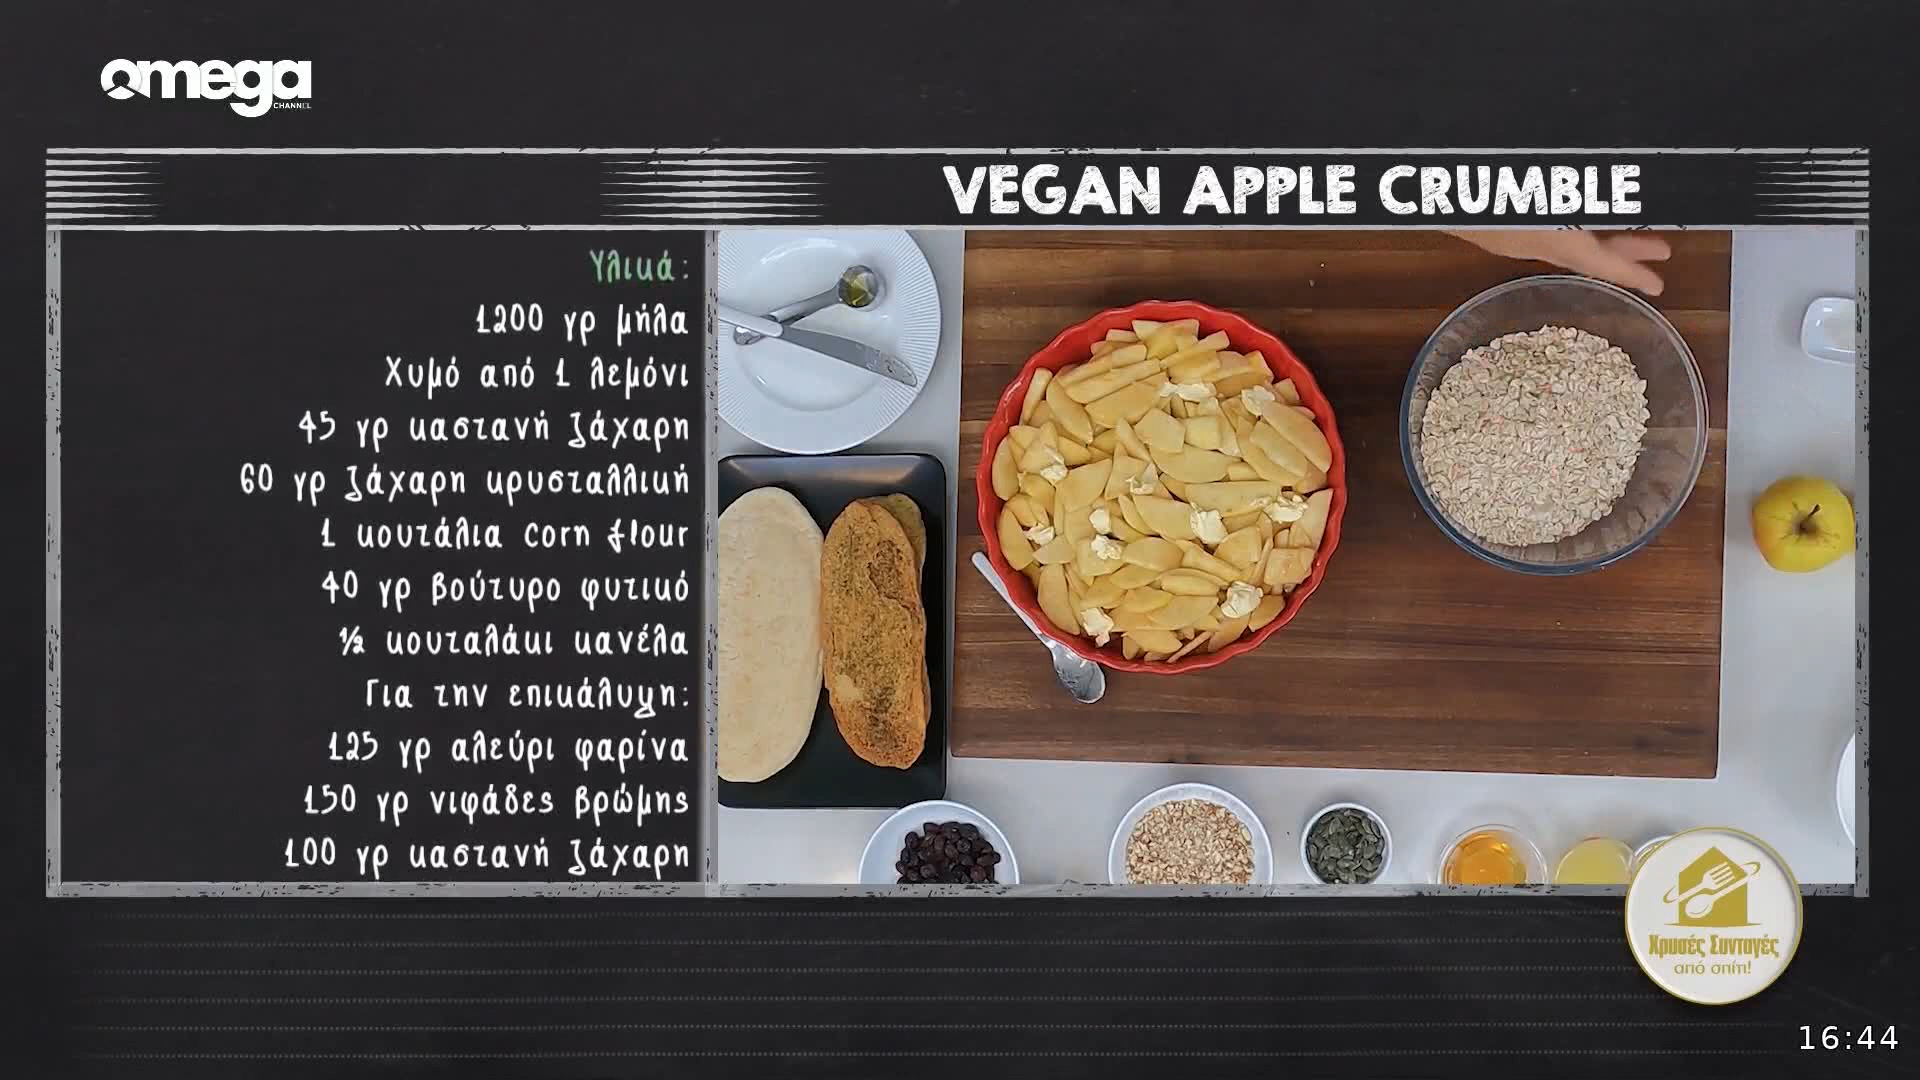 omega
CHANNEL
VEGAN APPLE CRUMBLE
Υλικά:
1200 γρ μήλα
Χυμό από 1 λεμόνι
45 γρ καστανή ζάχαρη
60 γρ ζάχαρη κρυσταλλική
1 κουτάλια corn flour
40 γρ βούτυρο φυτικό
½ κουταλάκι κανέλα
Για την επικάλυψη:
125 γρ αλεύρι φαρίνα
150 γρ νιφάδες βρώμης
100 γρ καστανή ζάχαρη
Χρυσές Συνταγές
από σπίτι!
16:44